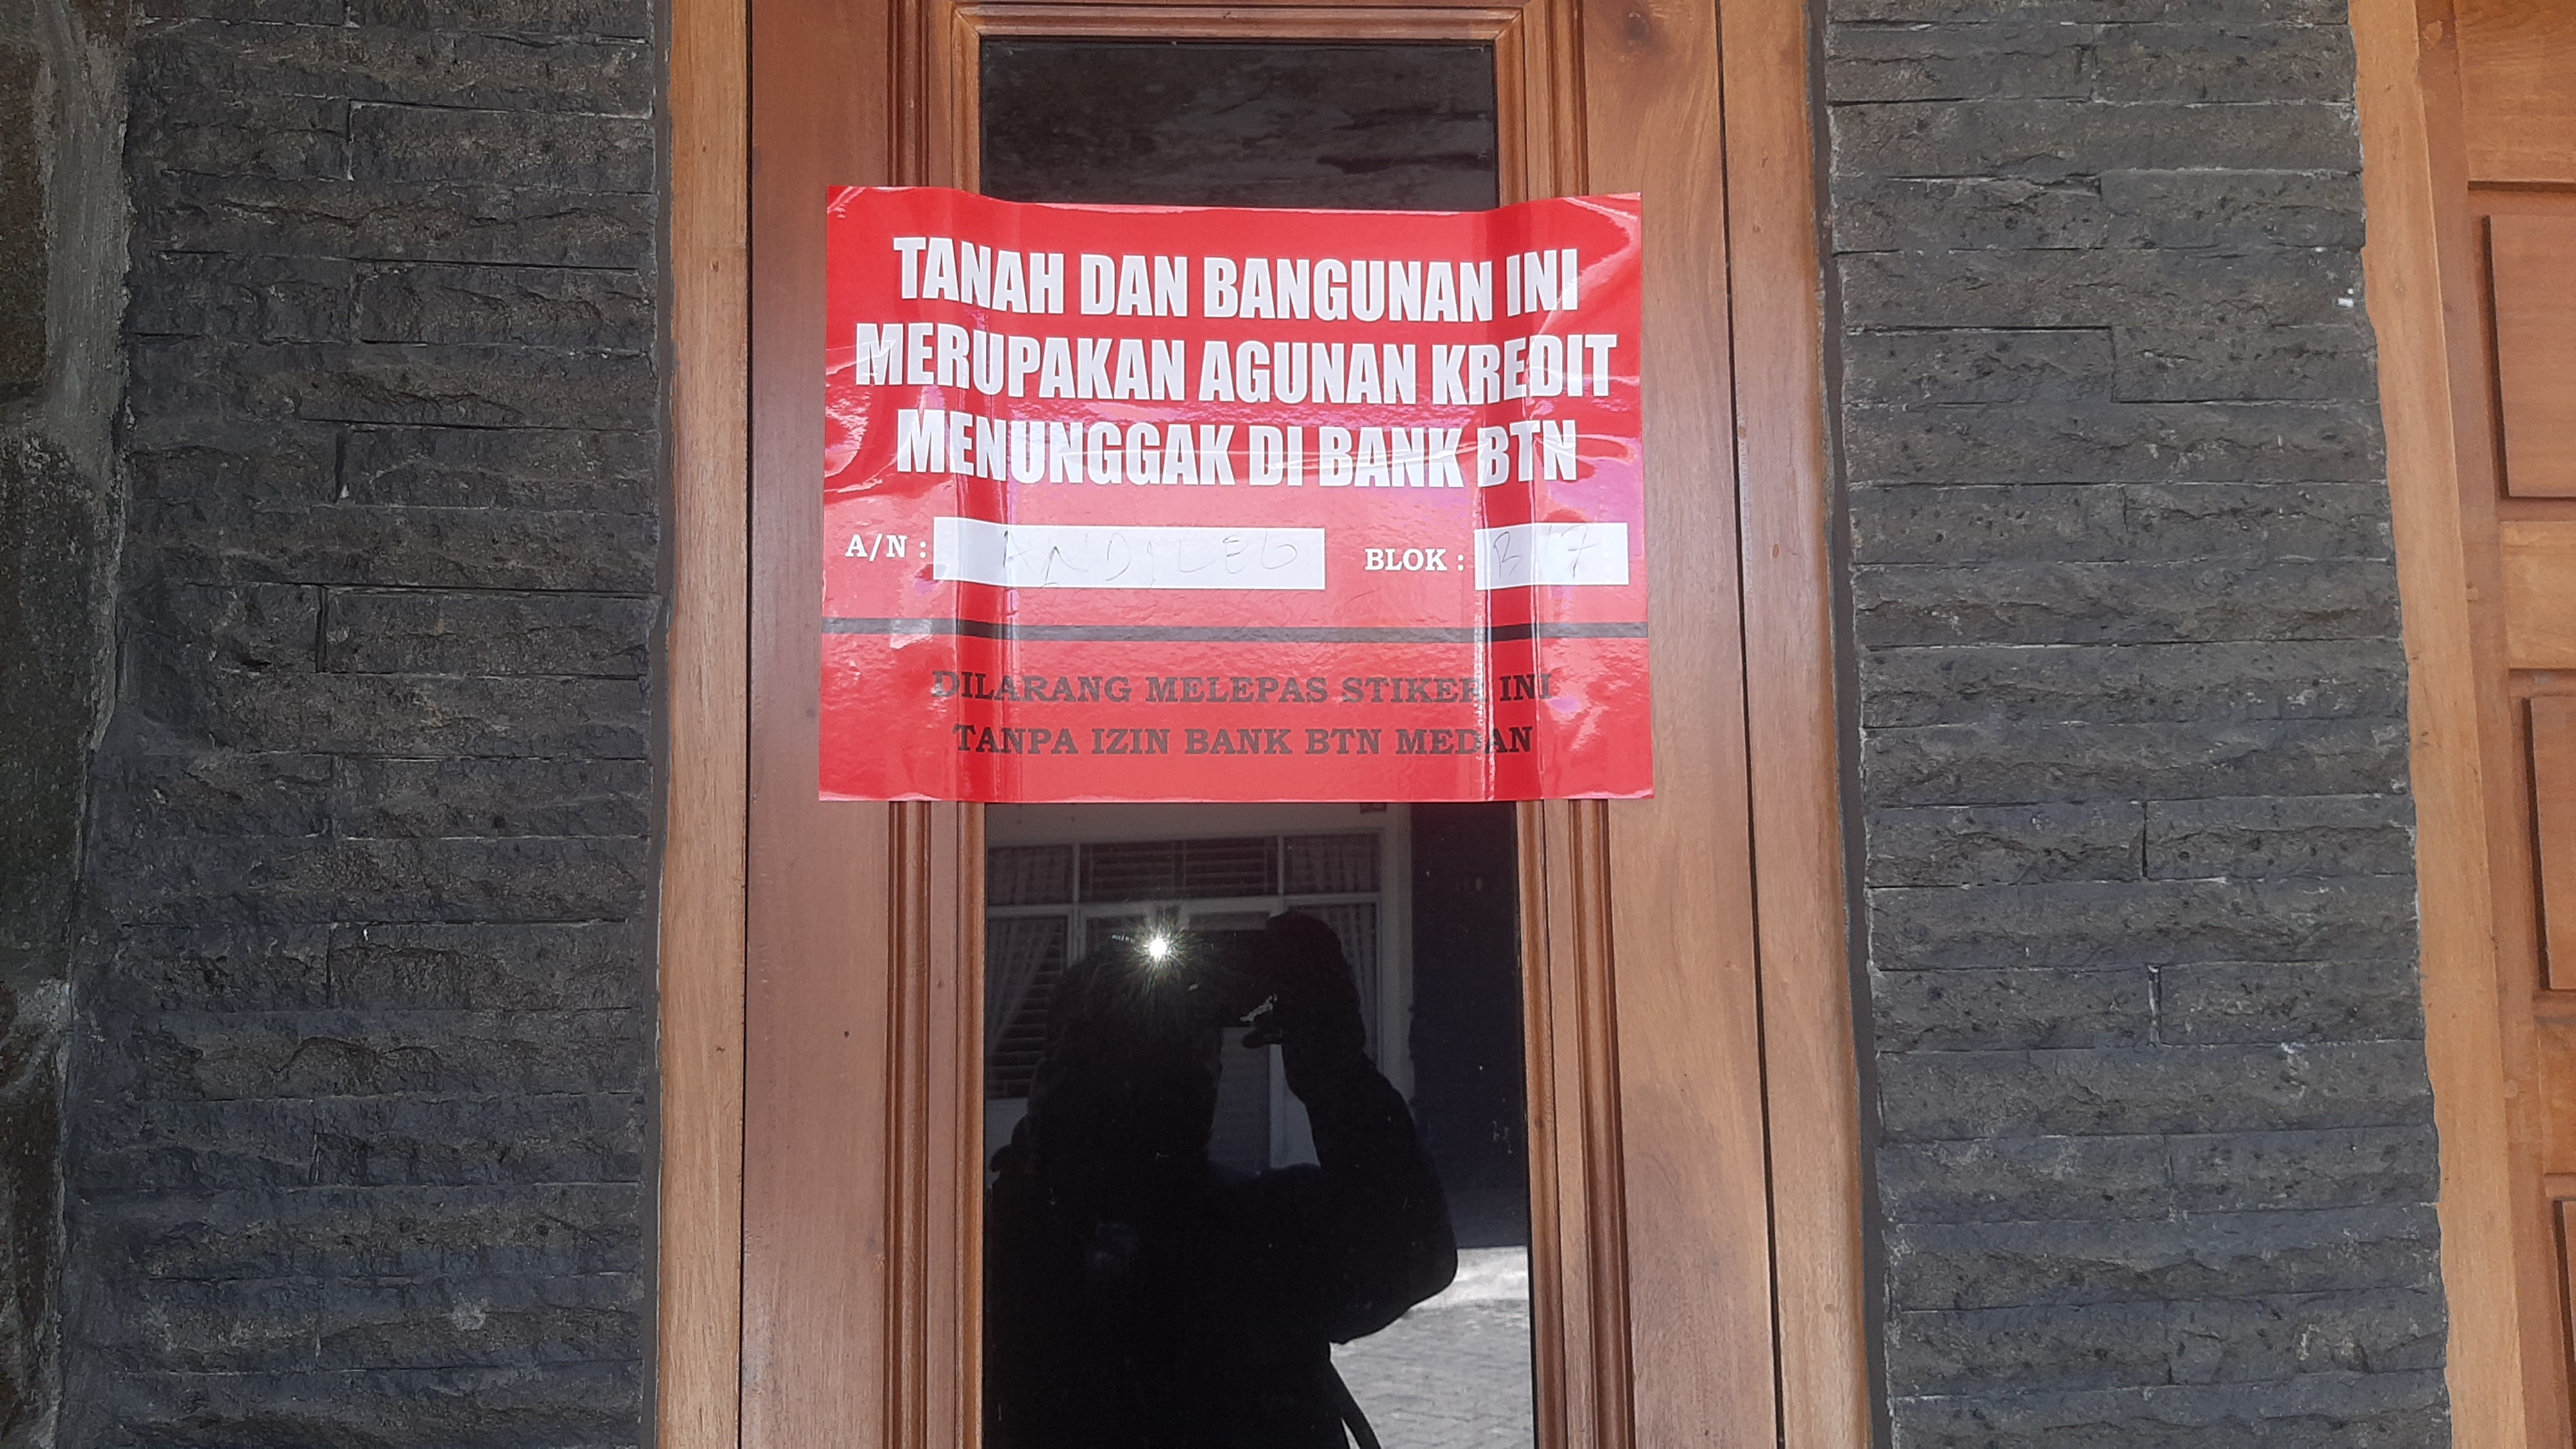 TANAH DAN BANGUNAN INI
MERUPAKAN AGUNAN KREDIT
MENUNGGAK DI BANK BTN
A/N : BLOK : B 17
DILARANG MELEPAS STIKER INI
TANPA IZIN BANK BTN MEDAN